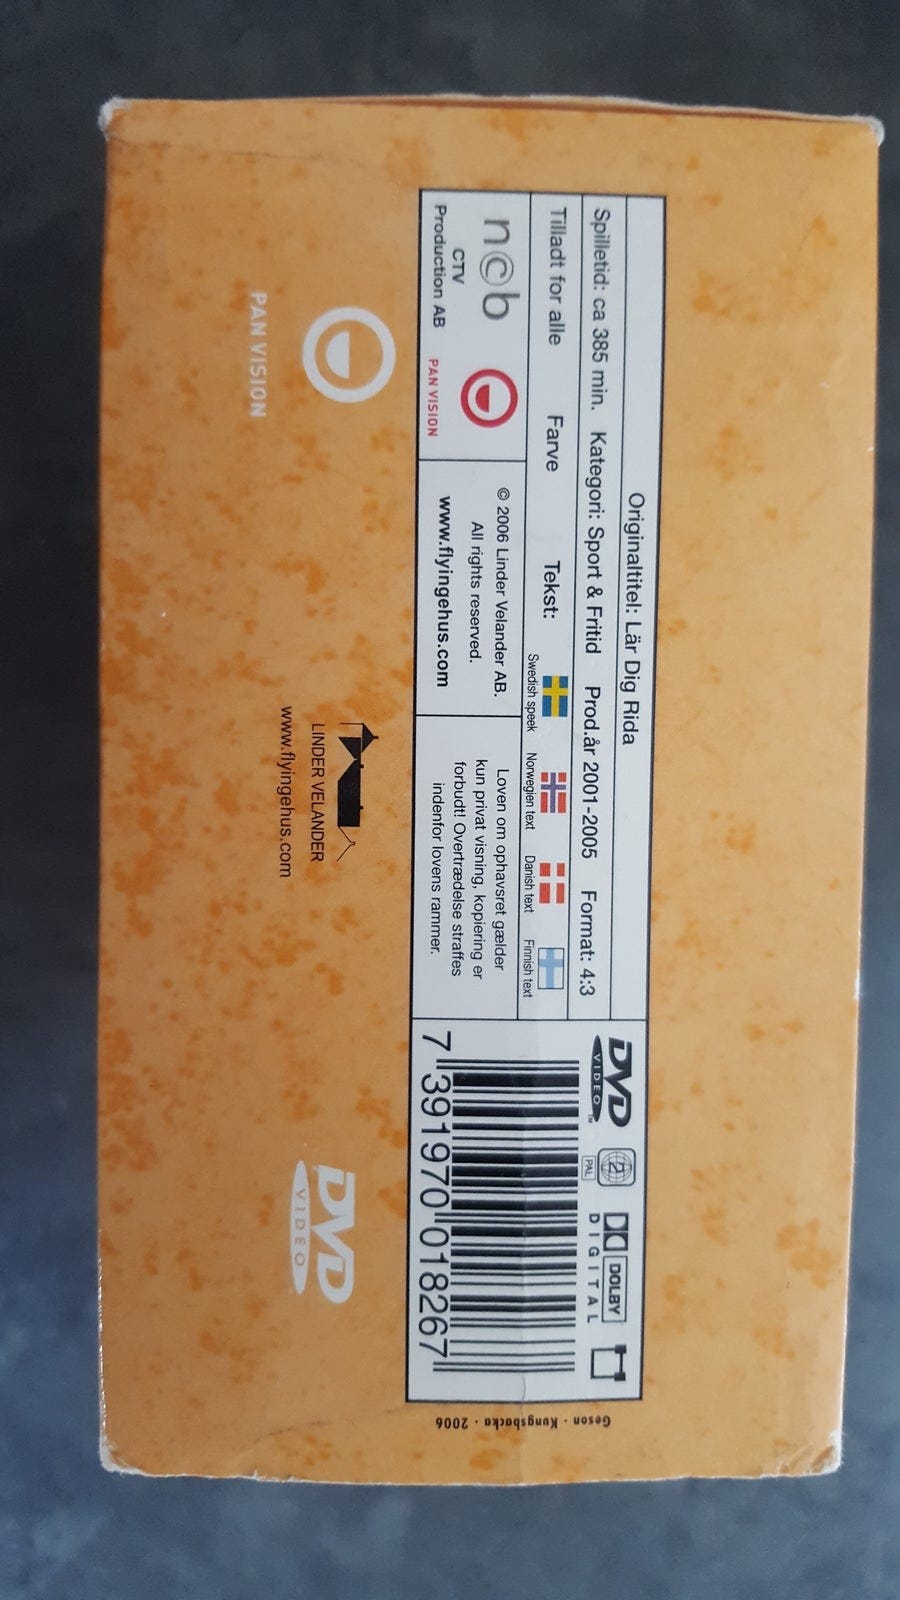 Originaltitel: Lär Dig Rida
Spilletid: ca 385 min. Kategori: Sport & Fritid Prod.år 2001-2005 Format: 4:3
Tilladt for alle Farve Tekst:
Swedish speek Norwegien text Danish text Finnish text
n©b
CTV
Production AB
PAN VISION
© 2006 Linder Velander AB.
All rights reserved.
www.flyingehus.com
Loven om ophavsret gælder
kun privat visning, kopiering er
forbudt! Overtrædelse straffes
indenfor lovens rammer.
DVD
VIDEO™
2
PAL
DOLBY
DIGITAL
7 391970 018267
Geson · Kungsbacka · 2006
PAN VISION
LINDER VELANDER
www.flyingehus.com
DVD
VIDEO